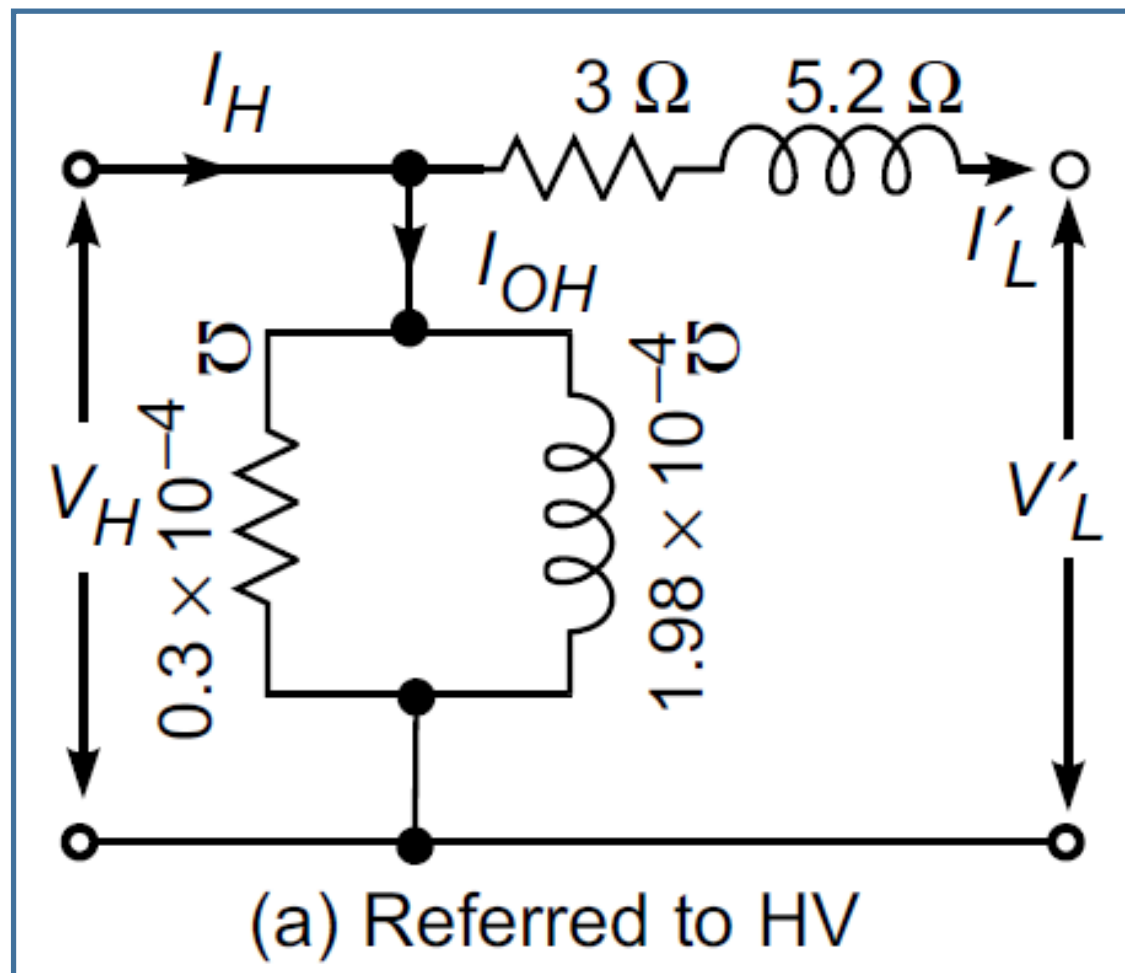 I_H
3 Ω
5.2 Ω
I′_L
I_OH
V_H
0.3 × 10⁻⁴ ℧
1.98 × 10⁻⁴ ℧
V′_L
(a) Referred to HV